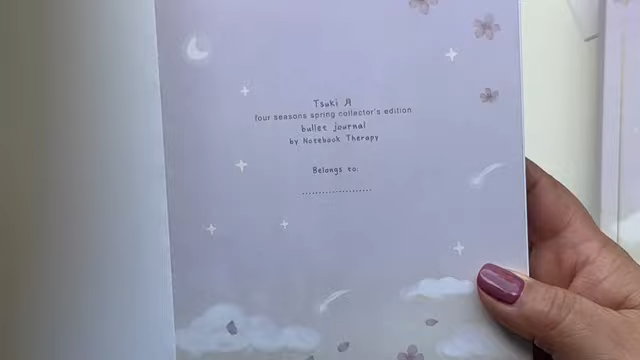 Tsuki 月
four seasons spring collector's edition
bullet journal
by Notebook Therapy
Belongs to:
....................